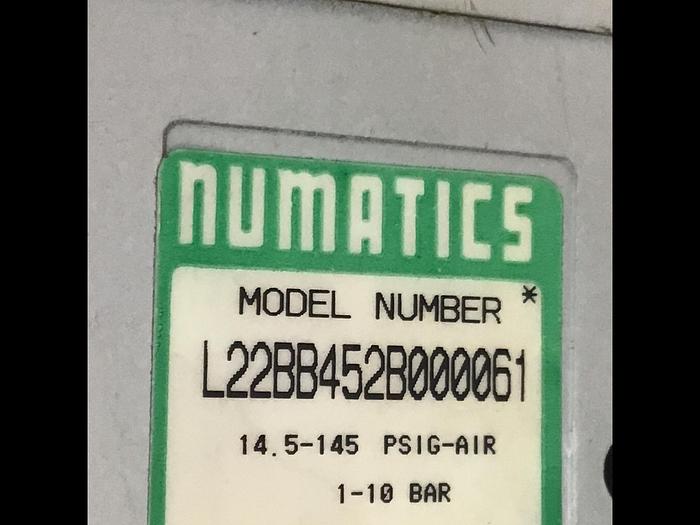 numatics
MODEL NUMBER *
L22BB452B000061
14.5-145 PSIG-AIR
1-10 BAR